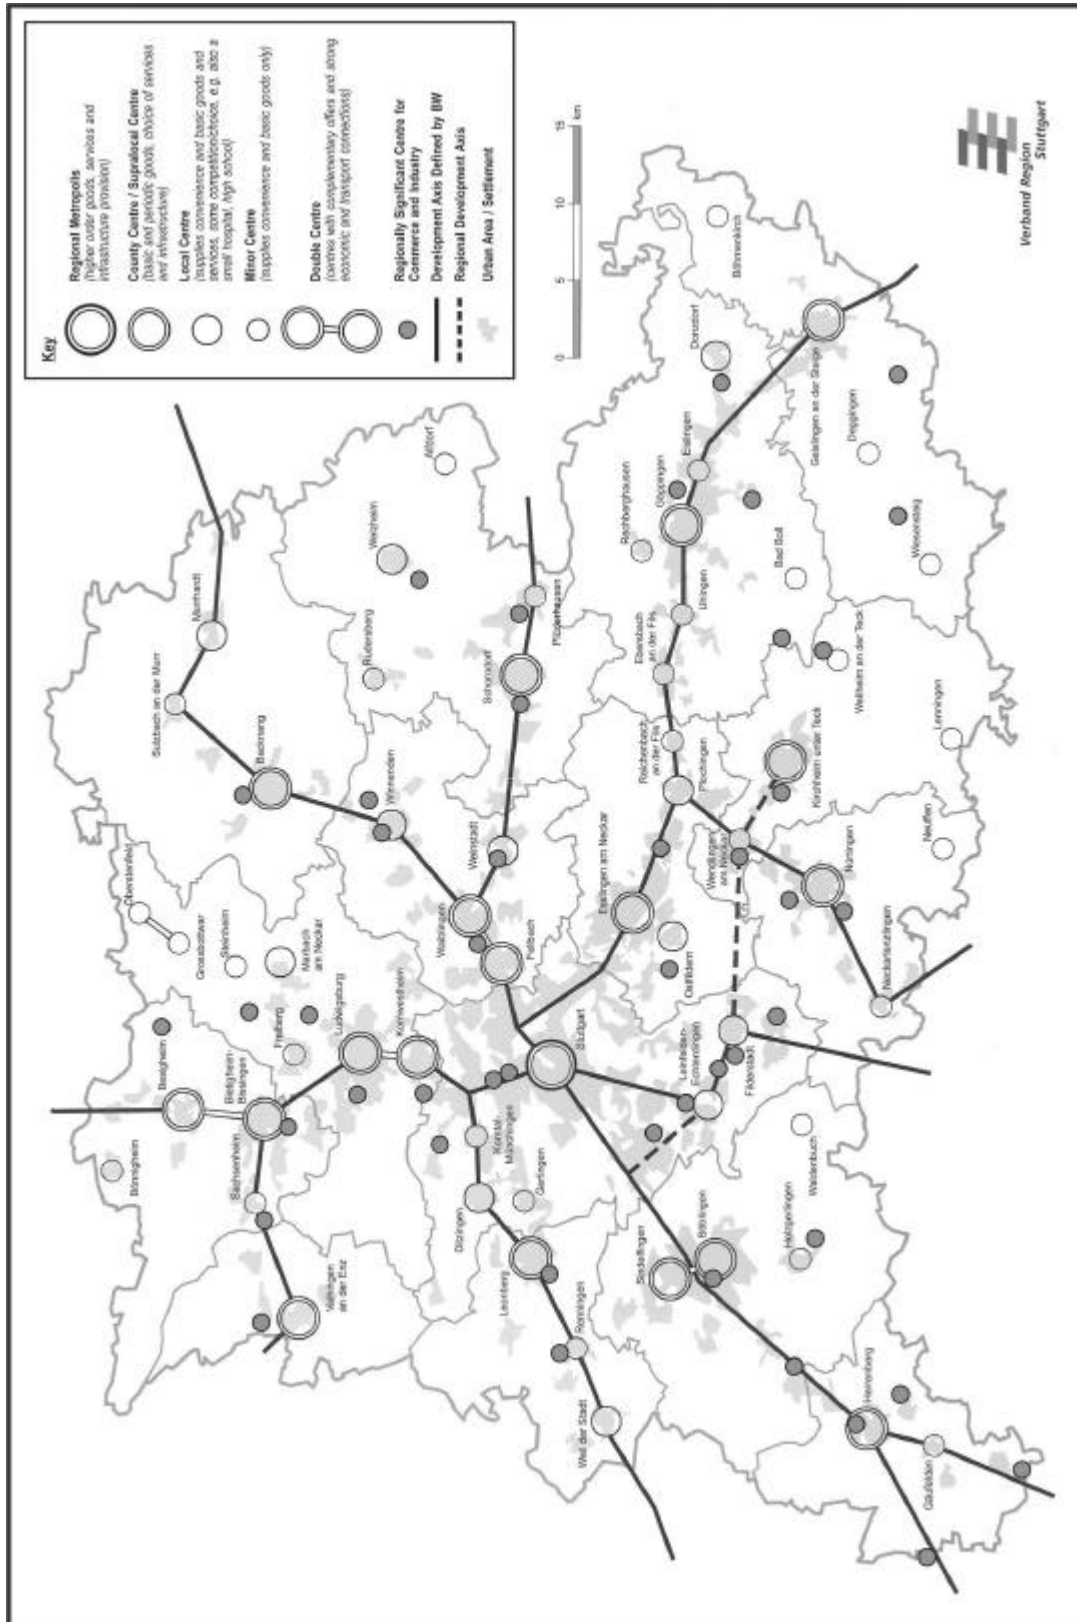 Key
Regional Metropolis
(higher order goods, services and
infrastructure provision)
County Centre / Supralocal Centre
(basic and periodic goods, choice of services
and infrastructure)
Local Centre
(supplies convenience and basic goods and
services, some competition/choice, e.g. also a
small hospital, high school)
Minor Centre
(supplies convenience and basic goods only)
Double Centre
(centres with complementary offers and strong
economic and transport connections)
Regionally Significant Centre for
Commerce and Industry
Development Axis Defined by BW
Regional Development Axis
Urban Area / Settlement
0 5 10 15
km
Verband Region
Stuttgart
Bönnigheim
Besigheim
Bietigheim-
Bissingen
Sachsenheim
Vaihingen
an der Enz
Freiberg
Ludwigsburg
Kornwestheim
Oberstenfeld
Grossbottwar
Steinheim
Marbach
am Neckar
Sulzbach an der Murr
Murrhardt
Backnang
Winnenden
Waiblingen
Fellbach
Weinstadt
Rudersberg
Welzheim
Alfdorf
Schorndorf
Plüderhausen
Korntal-
Münchingen
Ditzingen
Gerlingen
Leonberg
Renningen
Weil der Stadt
Stuttgart
Sindelfingen
Böblingen
Leinfelden-
Echterdingen
Filderstadt
Ostfildern
Esslingen am Neckar
Plochingen
Reichenbach
an der Fils
Ebersbach
an der Fils
Uhingen
Göppingen
Eislingen
Rechberghausen
Donzdorf
Böhmenkirch
Geislingen an der Steige
Deggingen
Wiesensteig
Bad Boll
Weilheim an der Teck
Kirchheim unter Teck
Lenningen
Wendlingen
am Neckar
Nürtingen
Neuffen
Neckartenzlingen
Waldenbuch
Holzgerlingen
Herrenberg
Gäufelden